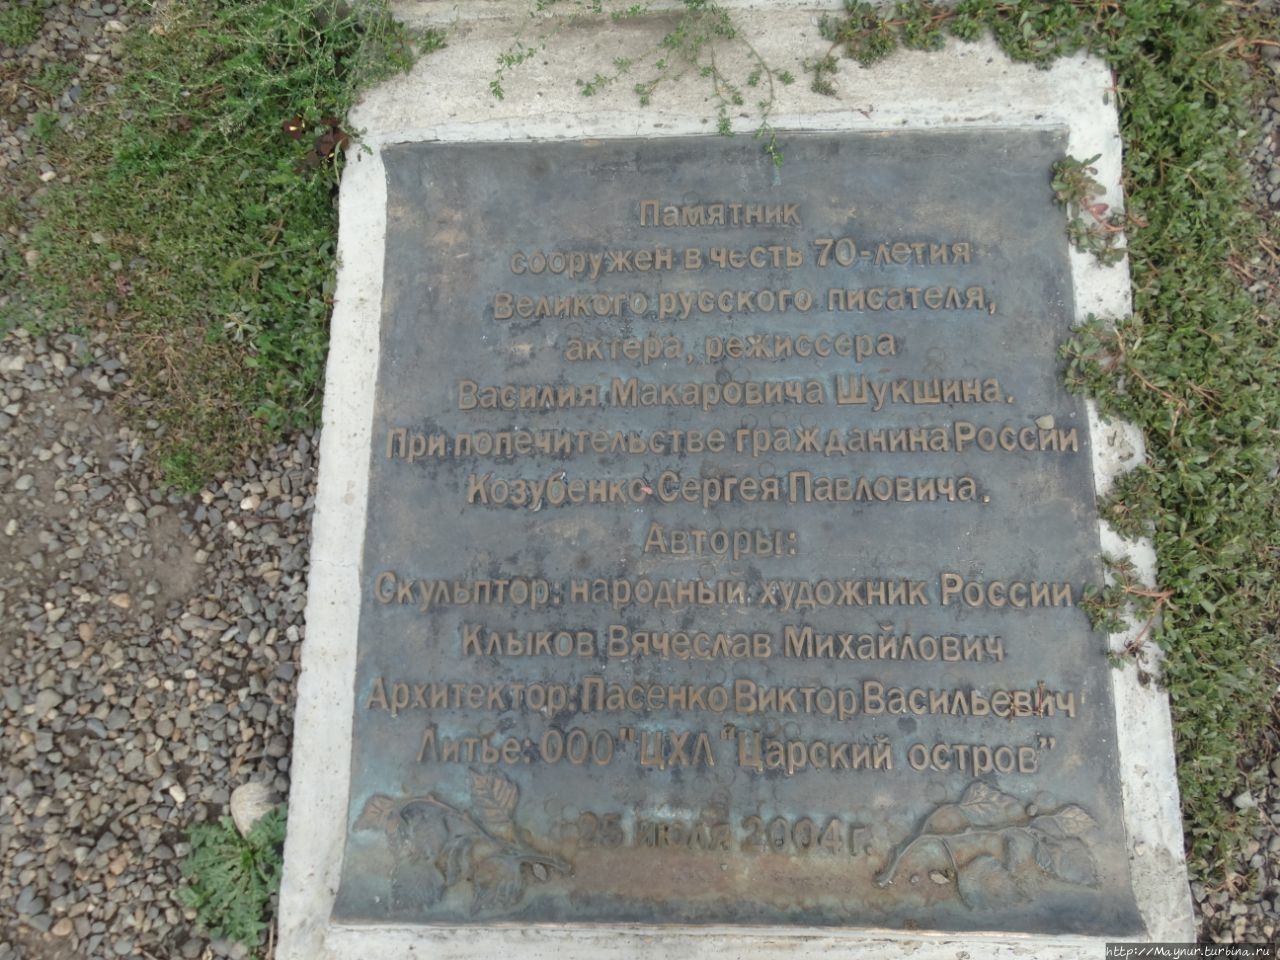 Памятник
сооружен в честь 70-летия
Великого русского писателя,
актера, режиссера
Василия Макаровича Шукшина.
При попечительстве гражданина России
Козубенко Сергея Павловича.
Авторы:
Скульптор: народный художник России
Клыков Вячеслав Михайлович
Архитектор: Пасенко Виктор Васильевич
Литье: ООО "ЦХЛ "Царский остров"
25 июля 2004 г.
http://Maynur.turbina.ru